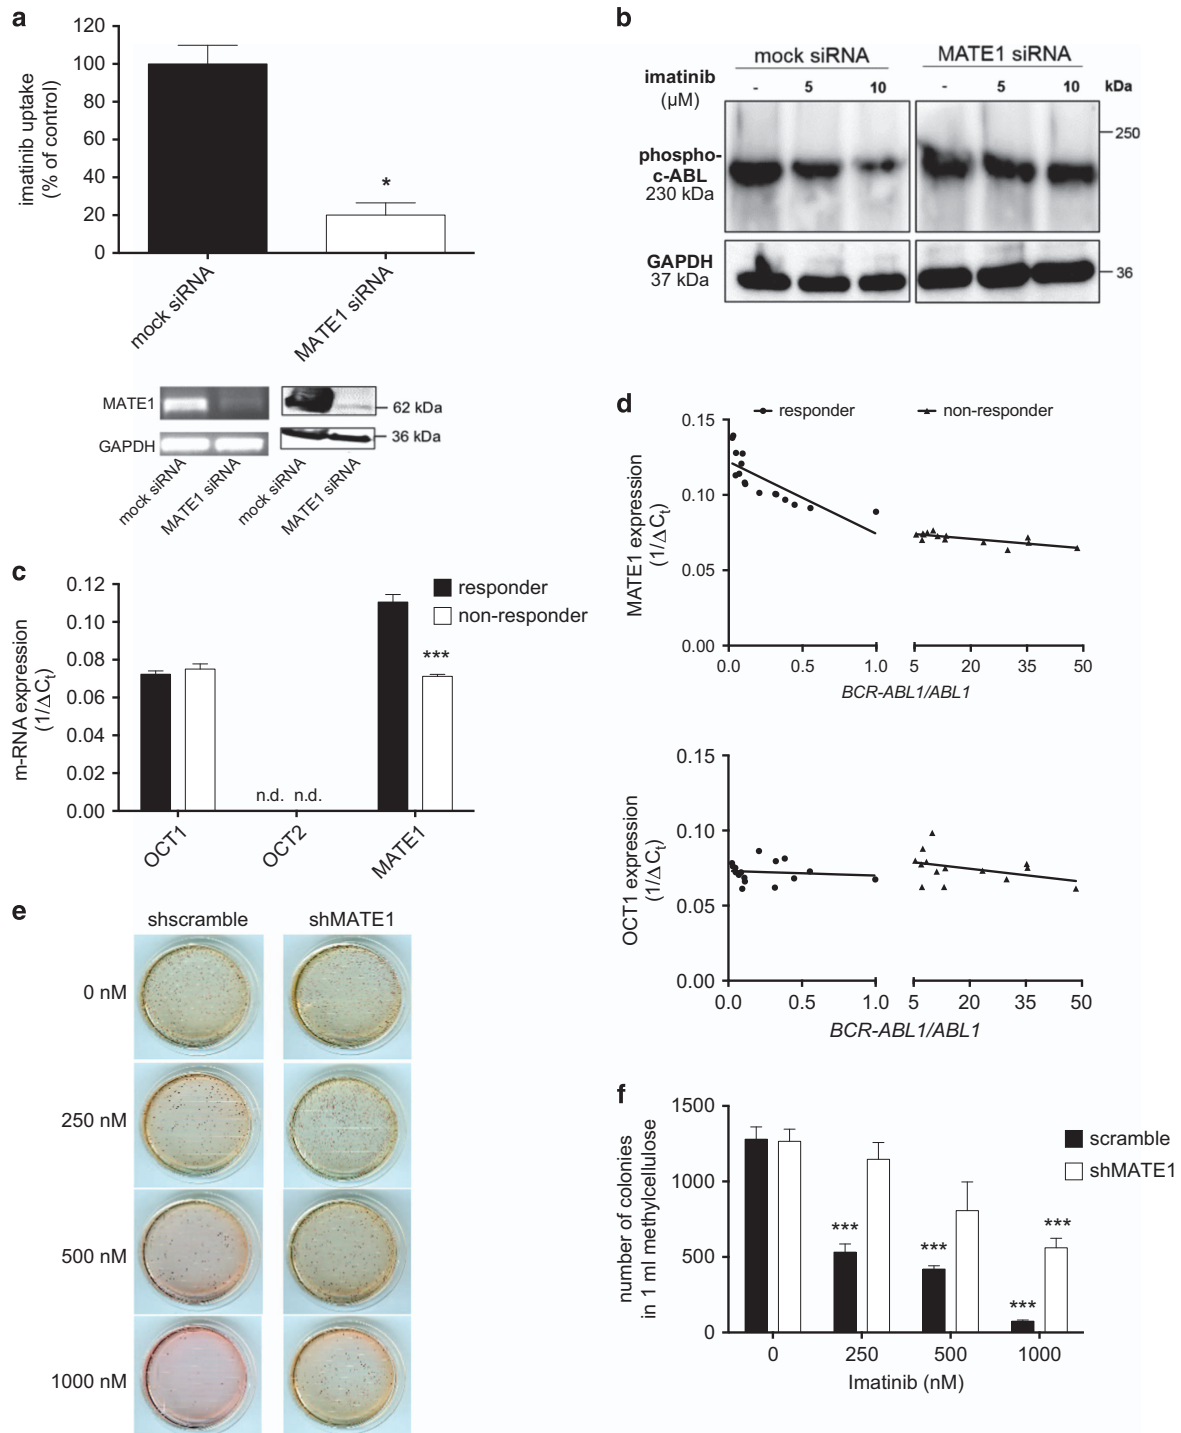 a
120
100
80
60
40
20
0
imatinib uptake
(% of control)
*
mock siRNA
MATE1 siRNA
MATE1
GAPDH
62 kDa
36 kDa
mock siRNA
MATE1 siRNA
mock siRNA
MATE1 siRNA
b
mock siRNA
MATE1 siRNA
imatinib
(µM)
- 5 10
- 5 10
kDa
250
phospho-
c-ABL
230 kDa
GAPDH
37 kDa
36
c
0.12
0.10
0.08
0.06
0.04
0.02
0.00
m-RNA expression
(1/ΔCt)
responder
non-responder
***
n.d. n.d.
OCT1
OCT2
MATE1
d
responder
non-responder
0.15
0.10
0.05
0.00
MATE1 expression
(1/ΔCt)
0.0 0.5 1.0 5 20 35 50
BCR-ABL1/ABL1
0.15
0.10
0.05
0.00
OCT1 expression
(1/ΔCt)
0.0 0.5 1.0 5 20 35 50
BCR-ABL1/ABL1
e
shscramble
shMATE1
0 nM
250 nM
500 nM
1000 nM
f
1500
1000
500
0
number of colonies
in 1 ml methylcellulose
scramble
shMATE1
***
***
***
***
0 250 500 1000
Imatinib (nM)